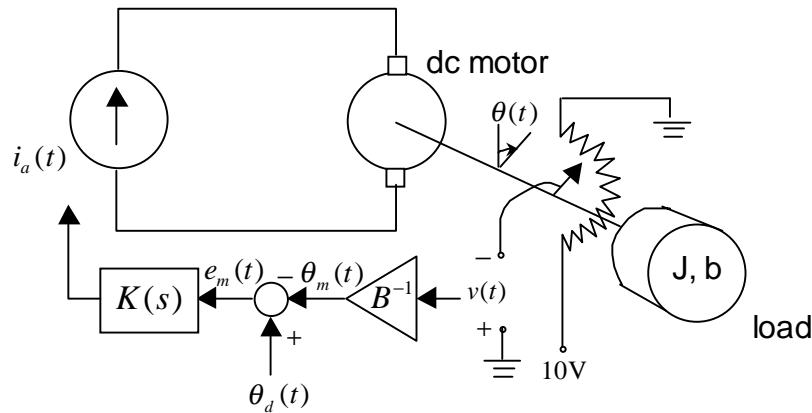 dc motor
θ(t)
i_a(t)
e_m(t)
− θ_m(t)
−
K(s)
B^{-1}
v(t)
+
+
J, b
load
10V
θ_d(t)